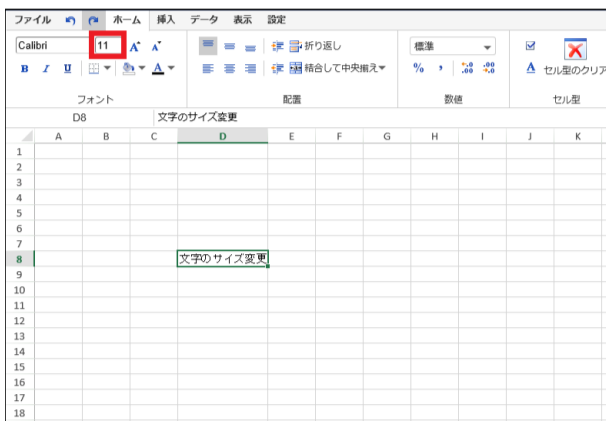 ファイル ホーム 挿入 データ 表示 設定
Calibri 11 A A 折り返し 標準
B I U A 結合して中央揃え % , .0 .00 .00 .0 A セル型のクリア
フォント 配置 数値 セル型
D8 文字のサイズ変更
A B C D E F G H I J K
1
2
3
4
5
6
7
8 文字のサイズ変更
9
10
11
12
13
14
15
16
17
18